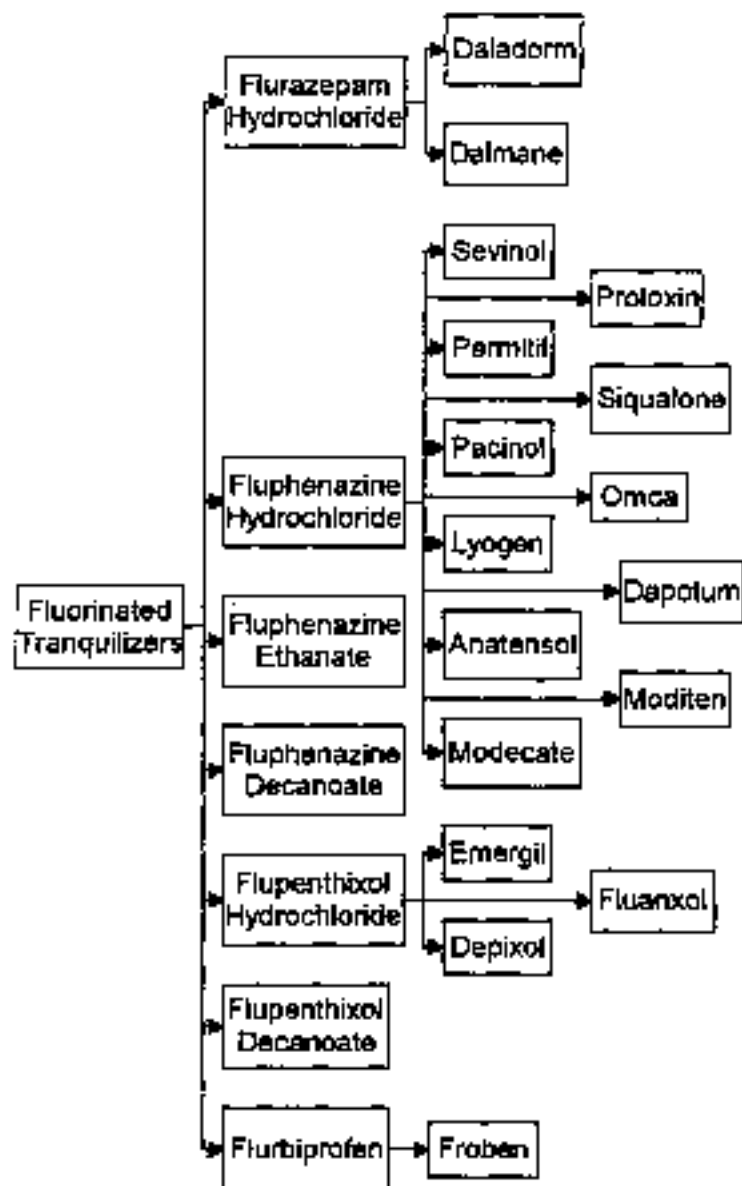 Flurazepam
Hydrochloride
Daladorm
Dalmane
Fluphenazine
Hydrochloride
Sevinol
Proloxin
Permitil
Siqualone
Pacinol
Omca
Lyogen
Dapotum
Anatensol
Moditen
Modecate
Fluorinated
Tranquilizers
Fluphenazine
Ethanate
Fluphenazine
Decanoate
Flupenthixol
Hydrochloride
Emergil
Fluanxol
Depixol
Flupenthixol
Decanoate
Flurbiprofen
Froben